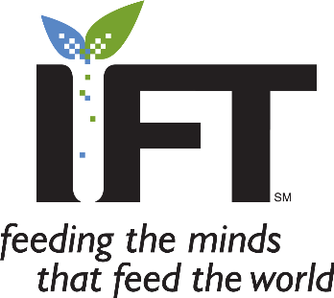 IFT SM
feeding the minds
that feed the world